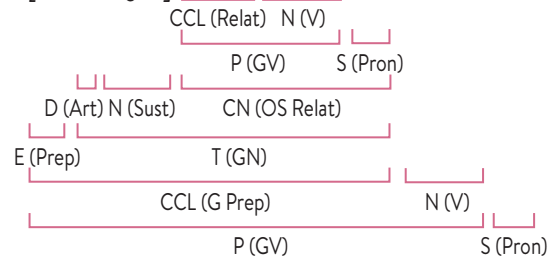 CCL (Relat) N (V)
P (GV) S (Pron)
D (Art) N (Sust) CN (OS Relat)
E (Prep) T (GN)
CCL (G Prep) N (V)
P (GV) S (Pron)